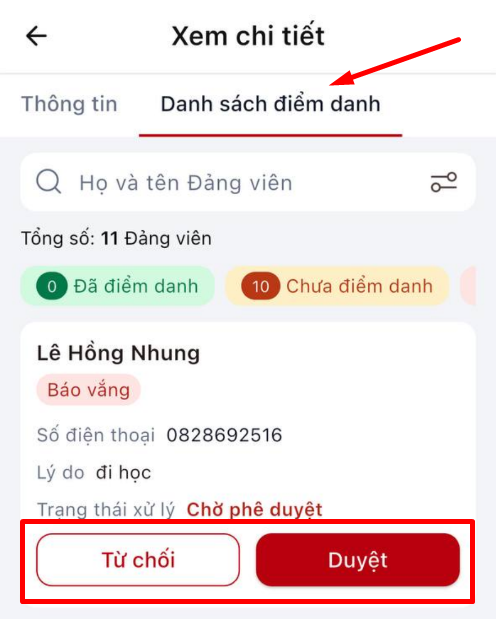 Xem chi tiết
Thông tin Danh sách điểm danh
Họ và tên Đảng viên
Tổng số: 11 Đảng viên
0 Đã điểm danh 10 Chưa điểm danh
Lê Hồng Nhung
Báo vắng
Số điện thoại 0828692516
Lý do đi học
Trạng thái xử lý Chờ phê duyệt
Từ chối Duyệt